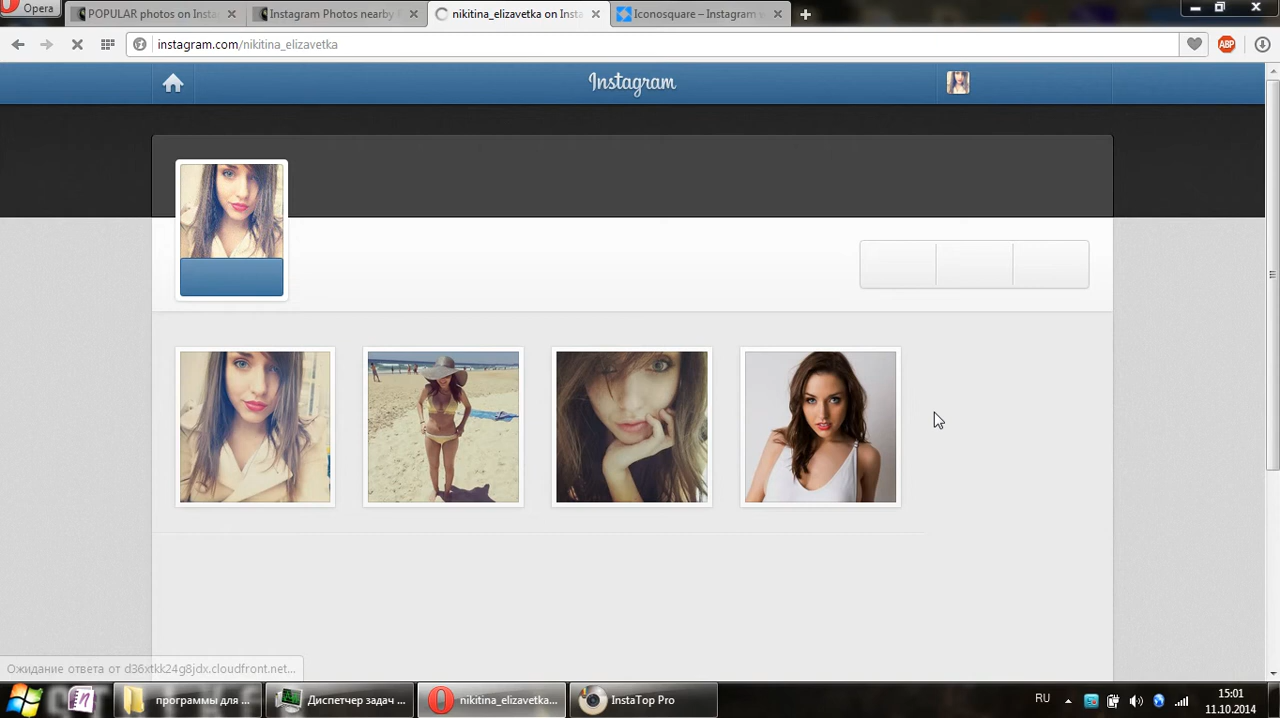 Opera
POPULAR photos on Insta
Instagram Photos nearby
nikitina_elizavetka on Insta
Iconosquare – Instagram
instagram.com/nikitina_elizavetka
ABP
Instagram
Ожидание ответа от d36xtkk24g8jdx.cloudfront.net...
программы для ...
Диспетчер задач ...
nikitina_elizavetka...
InstaTop Pro
RU
15:01
11.10.2014